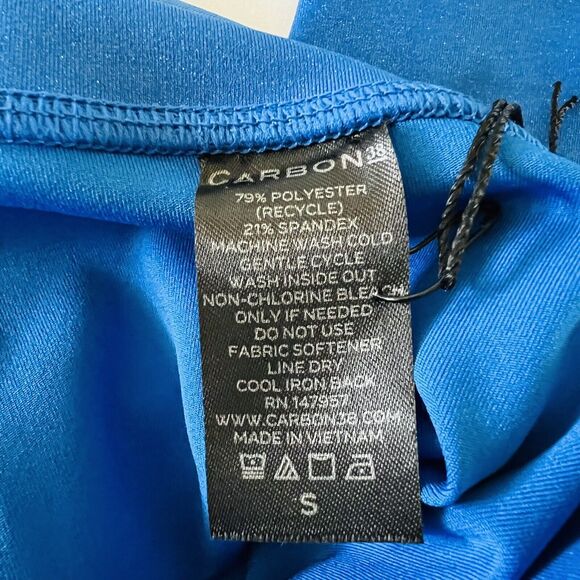 CARBON38
79% POLYESTER
(RECYCLE)
21% SPANDEX
MACHINE WASH COLD
GENTLE CYCLE
WASH INSIDE OUT
NON-CHLORINE BLEACH
ONLY IF NEEDED
DO NOT USE
FABRIC SOFTENER
LINE DRY
COOL IRON BACK
RN 147957
WWW.CARBON38.COM
MADE IN VIETNAM
S